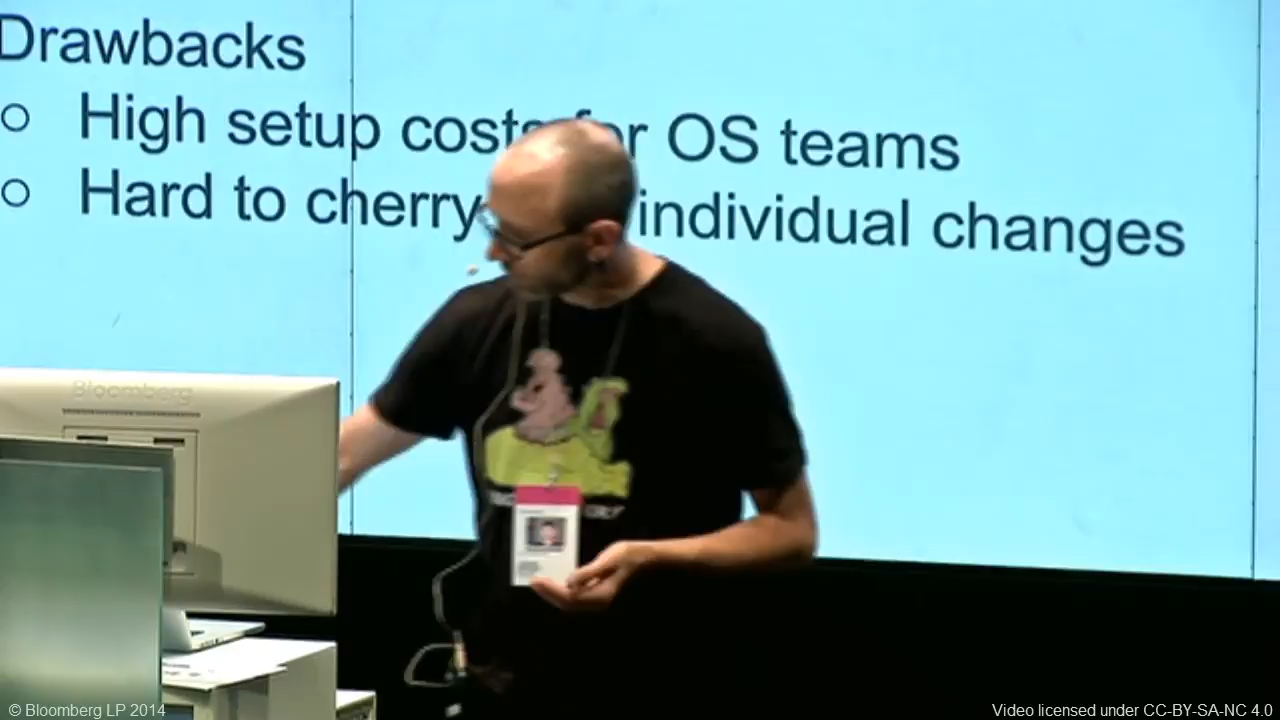 Drawbacks
○ High setup costs for OS teams
○ Hard to cherry individual changes
Bloomberg
© Bloomberg LP 2014
Video licensed under CC-BY-SA-NC 4.0